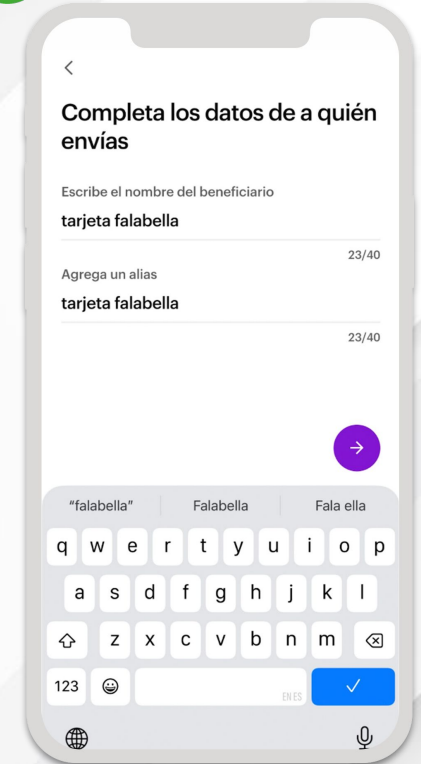 Completa los datos de a quién
envías
Escribe el nombre del beneficiario
tarjeta falabella
23/40
Agrega un alias
tarjeta falabella
23/40
"falabella" Falabella Fala ella
q w e r t y u i o p
a s d f g h j k l
z x c v b n m
123 EN ES